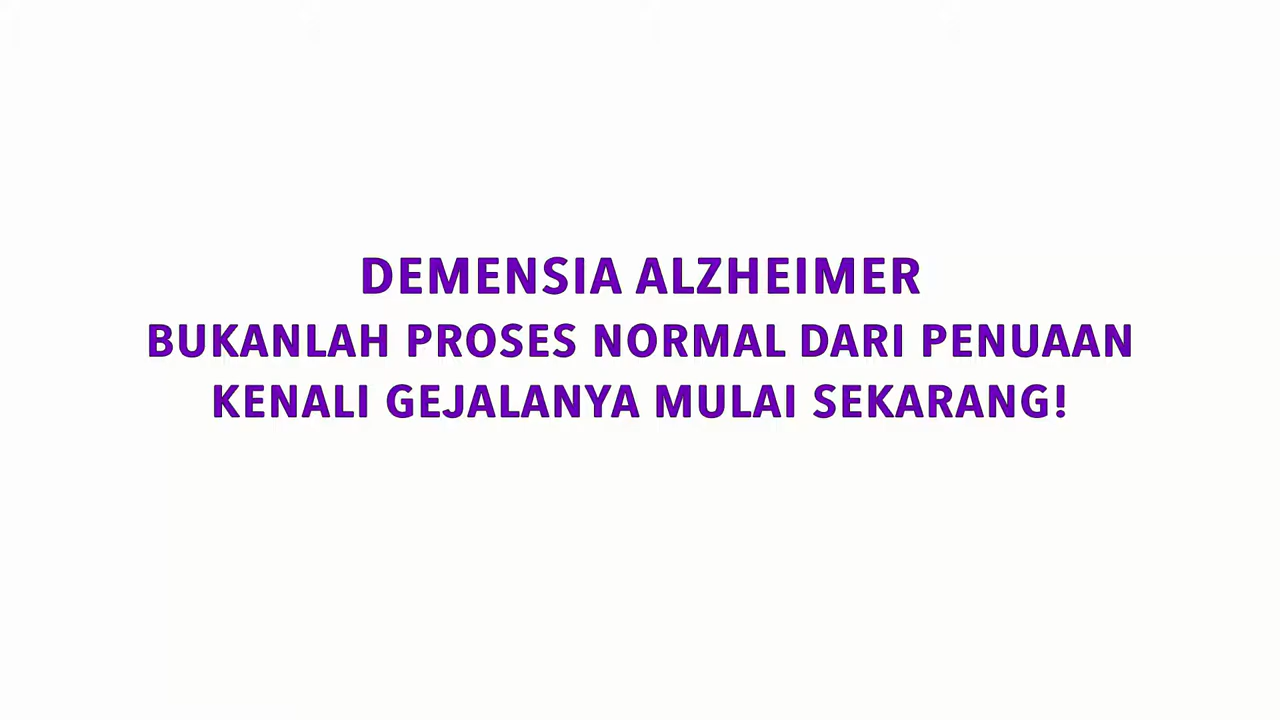 DEMENSIA ALZHEIMER
BUKANLAH PROSES NORMAL DARI PENUAAN
KENALI GEJALANYA MULAI SEKARANG!